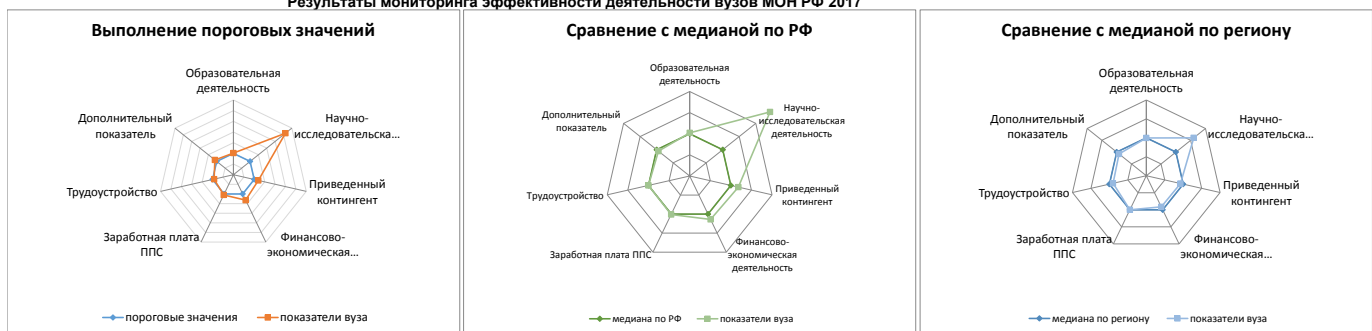 Результаты мониторинга эффективности деятельности вузов МОН РФ 2017
Выполнение пороговых значений
Образовательная
деятельность
Научно-
исследовательска...
Приведенный
контингент
Финансово-
экономическая...
Заработная плата
ППС
Трудоустройство
Дополнительный
показатель
пороговые значения
показатели вуза
Сравнение с медианой по РФ
Образовательная
деятельность
Научно-
исследовательская
деятельность
Приведенный
контингент
Финансово-
экономическая
деятельность
Заработная плата ППС
Трудоустройство
Дополнительный
показатель
медиана по РФ
показатели вуза
Сравнение с медианой по региону
Образовательная
деятельность
Научно-
исследовательска...
Приведенный
контингент
Финансово-
экономическая...
Заработная плата
ППС
Трудоустройство
Дополнительный
показатель
медиана по региону
показатели вуза